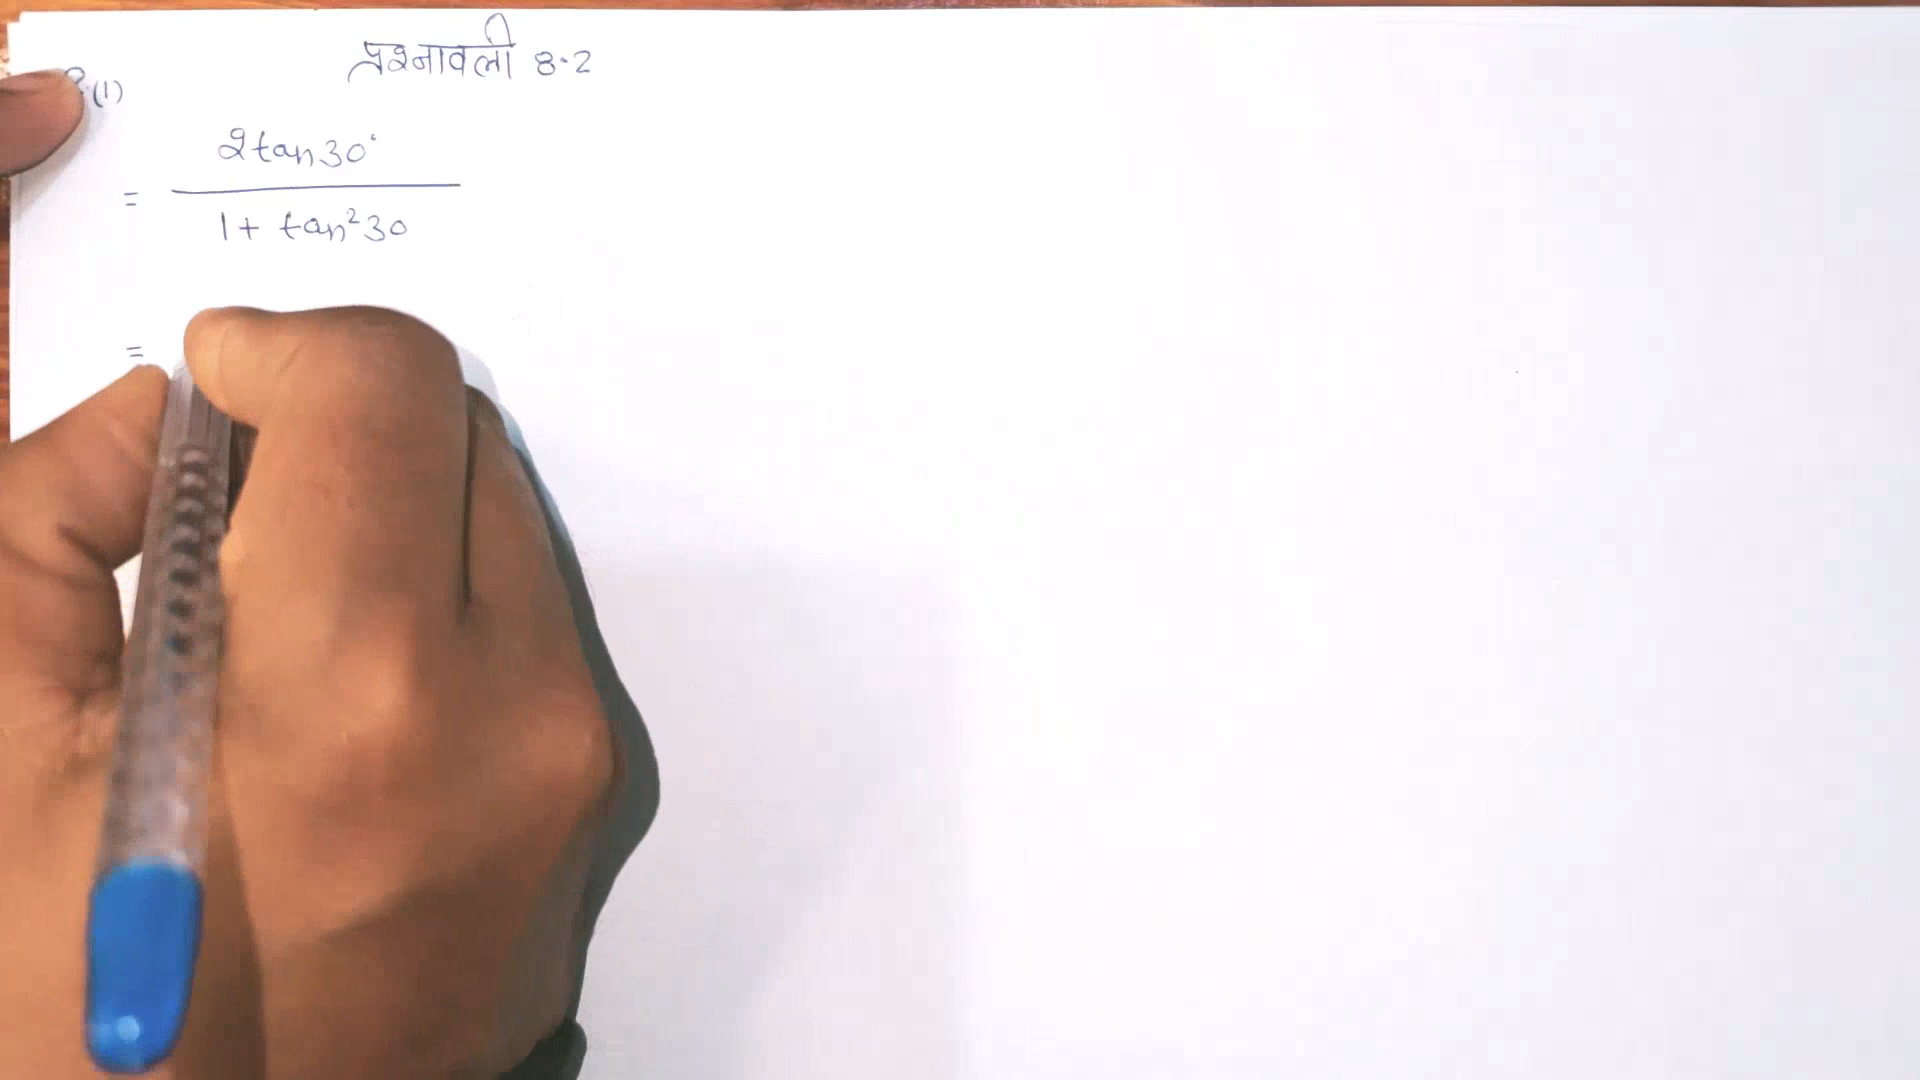 प्रश्नावली 8.2
(1)
2tan30°
=
1 + tan²30
=